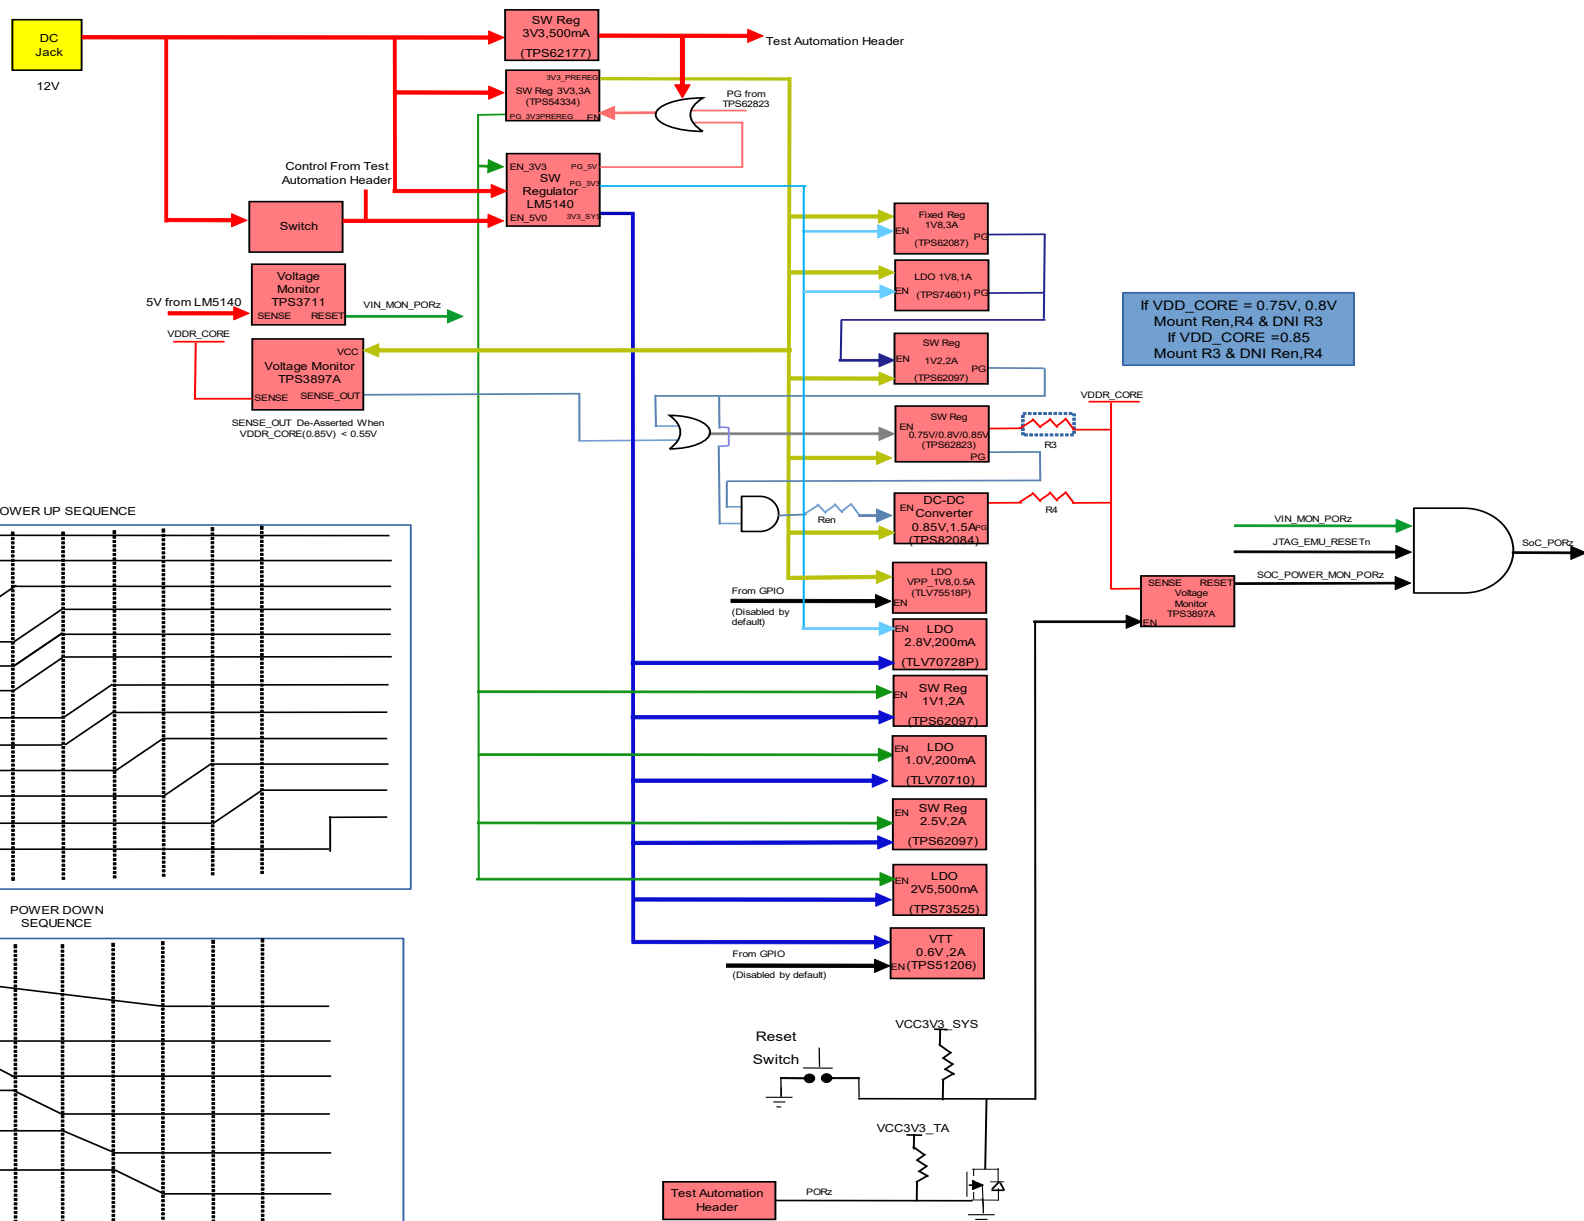 DC
Jack
12V
SW Reg
3V3,500mA
(TPS62177)
Test Automation Header
3V3_PREREG
SW Reg 3V3,3A
(TPS54334)
PG_3V3PREREG
EN
PG from
TPS62823
Control From Test
Automation Header
Switch
EN_3V3
PG_5V
SW
PG_3V3
Regulator
LM5140
EN_5V0
3V3_SYS
Voltage
Monitor
TPS3711
SENSE
RESET
5V from LM5140
VIN_MON_PORz
VDDR_CORE
VCC
Voltage Monitor
TPS3897A
SENSE
SENSE_OUT
SENSE_OUT De-Asserted When
VDDR_CORE(0.85V) < 0.55V
Fixed Reg
1V8,3A
EN
PG
(TPS62087)
LDO 1V8,1A
EN
(TPS74601)
PG
SW Reg
EN
1V2,2A
PG
(TPS62097)
SW Reg
EN
0.75V/0.8V/0.85V
(TPS62823)
PG
R3
VDDR_CORE
If VDD_CORE = 0.75V, 0.8V
Mount Ren,R4 & DNI R3
If VDD_CORE =0.85
Mount R3 & DNI Ren,R4
Ren
DC-DC
EN
Converter
0.85V,1.5A
PG
(TPS82084)
R4
LDO
VPP_1V8,0.5A
(TLV75518P)
EN
From GPIO
(Disabled by
default)
EN
LDO
2.8V,200mA
(TLV70728P)
SW Reg
EN
1V1,2A
(TPS62097)
EN
LDO
1.0V,200mA
(TLV70710)
SW Reg
EN
2.5V,2A
(TPS62097)
LDO
EN
2V5,500mA
(TPS73525)
VTT
0.6V,2A
EN
(TPS51206)
From GPIO
(Disabled by default)
VIN_MON_PORz
JTAG_EMU_RESETn
SOC_POWER_MON_PORz
SENSE
RESET
Voltage
Monitor
TPS3897A
EN
SoC_PORz
OWER UP SEQUENCE
POWER DOWN
SEQUENCE
Reset
Switch
VCC3V3_SYS
VCC3V3_TA
Test Automation
Header
PORz